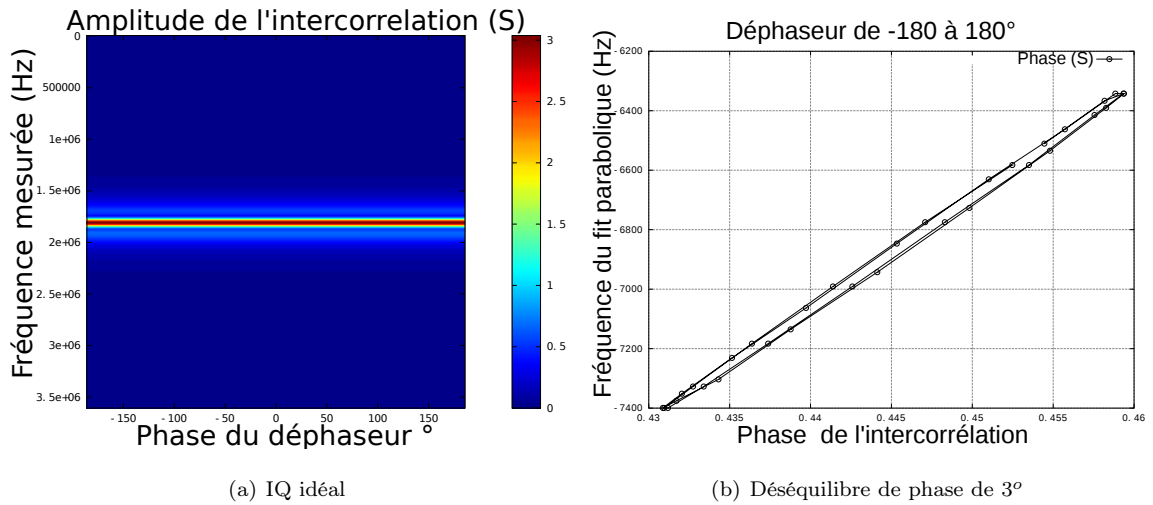 Amplitude de l'intercorrelation (S)
Fréquence mesurée (Hz)
0
500000
1e+06
1.5e+06
2e+06
2.5e+06
3e+06
3.5e+06
-150
-100
-50
0
50
100
150
Phase du déphaseur °
3
2.5
2
1.5
1
0.5
0
(a) IQ idéal
Déphaseur de -180 à 180°
Phase (S)
Fréquence du fit parabolique (Hz)
-6200
-6400
-6600
-6800
-7000
-7200
-7400
0.43
0.435
0.44
0.445
0.45
0.455
0.46
Phase de l'intercorrélation
(b) Déséquilibre de phase de 3º